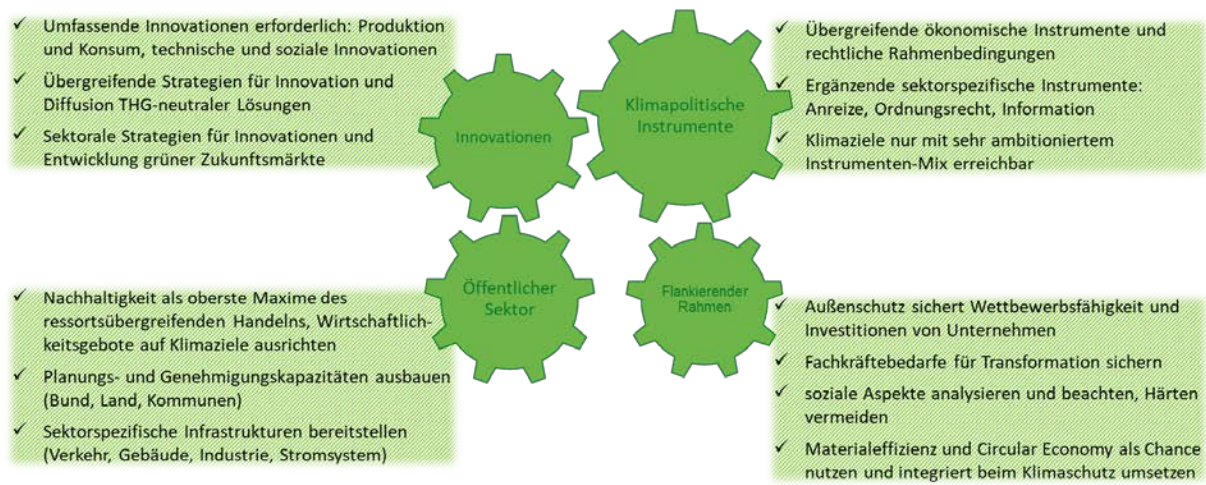 ✓ Umfassende Innovationen erforderlich: Produktion
und Konsum, technische und soziale Innovationen
✓ Übergreifende Strategien für Innovation und
Diffusion THG-neutraler Lösungen
✓ Sektorale Strategien für Innovationen und
Entwicklung grüner Zukunftsmärkte
Innovationen
Klimapolitische
Instrumente
✓ Übergreifende ökonomische Instrumente und
rechtliche Rahmenbedingungen
✓ Ergänzende sektorspezifische Instrumente:
Anreize, Ordnungsrecht, Information
✓ Klimaziele nur mit sehr ambitioniertem
Instrumenten-Mix erreichbar
✓ Nachhaltigkeit als oberste Maxime des
ressortsübergreifenden Handelns, Wirtschaftlich-
keitsgebote auf Klimaziele ausrichten
✓ Planungs- und Genehmigungskapazitäten ausbauen
(Bund, Land, Kommunen)
✓ Sektorspezifische Infrastrukturen bereitstellen
(Verkehr, Gebäude, Industrie, Stromsystem)
Öffentlicher
Sektor
Flankierender
Rahmen
✓ Außenschutz sichert Wettbewerbsfähigkeit und
Investitionen von Unternehmen
✓ Fachkräftebedarfe für Transformation sichern
✓ soziale Aspekte analysieren und beachten, Härten
vermeiden
✓ Materialeffizienz und Circular Economy als Chance
nutzen und integriert beim Klimaschutz umsetzen